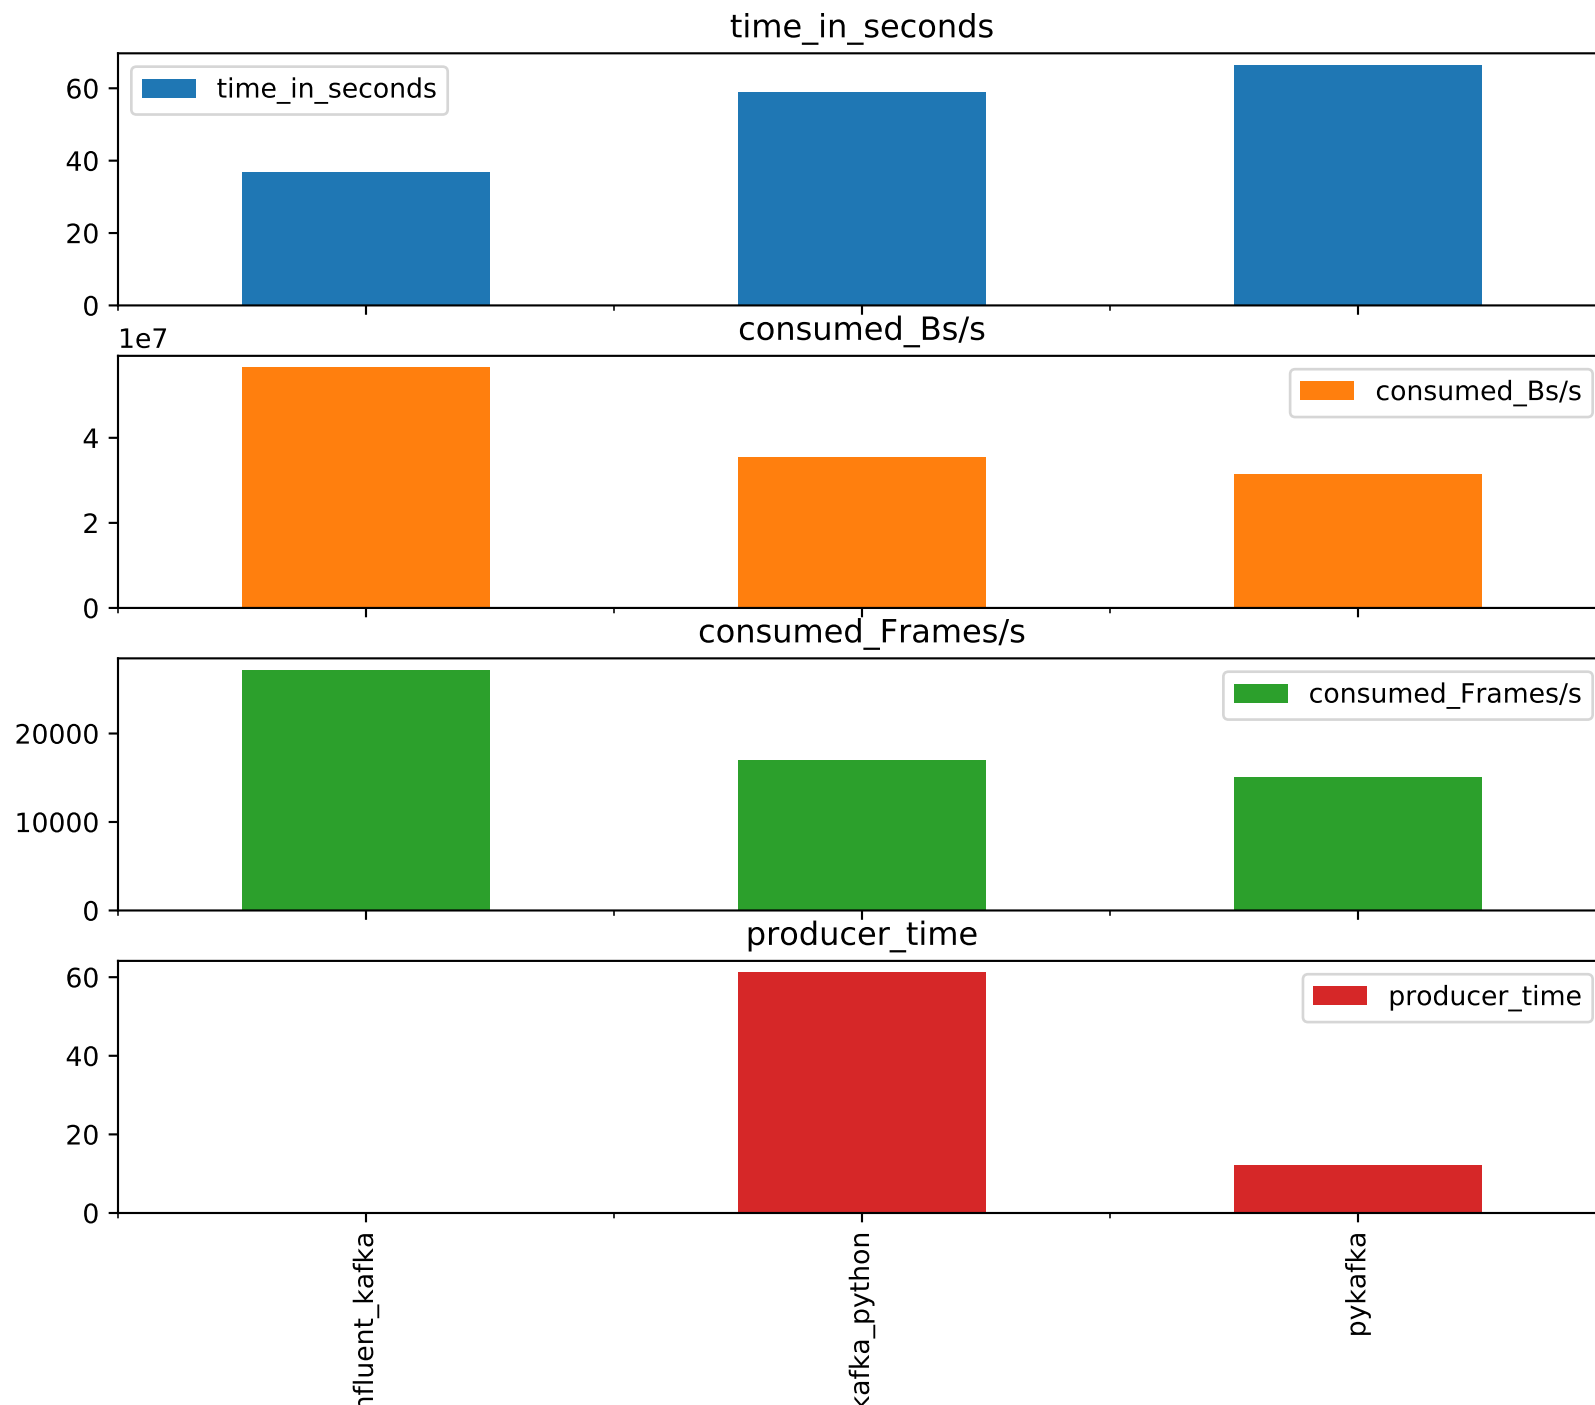 time_in_seconds
time_in_seconds
60
40
20
0
1e7
consumed_Bs/s
consumed_Bs/s
4
2
0
consumed_Frames/s
consumed_Frames/s
20000
10000
0
producer_time
producer_time
60
40
20
0
nfluent_kafka
kafka_python
pykafka